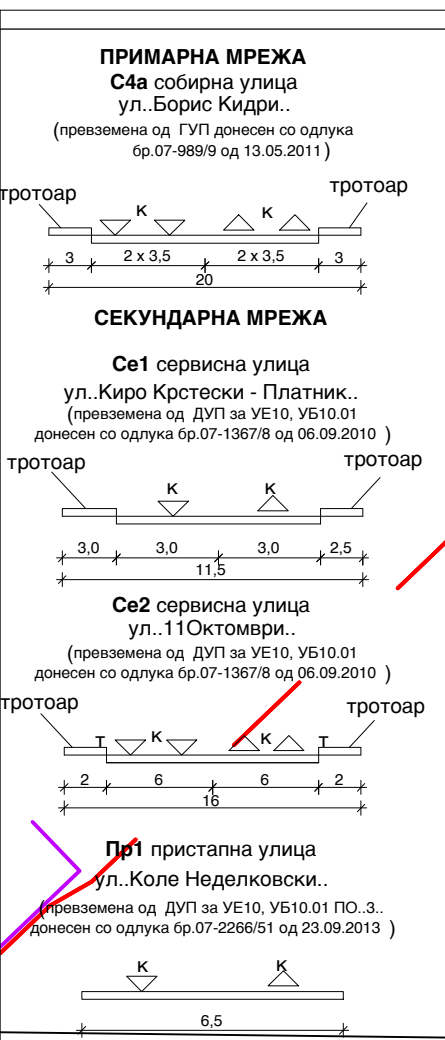 ПРИМАРНА МРЕЖА
С4а собирна улица
ул..Борис Кидри..
(превземена од ГУП донесен со одлука
бр.07-989/9 од 13.05.2011)
тротоар тротоар
К К
3 2 x 3,5 2 x 3,5 3
20
СЕКУНДАРНА МРЕЖА
Се1 сервисна улица
ул..Киро Крстески - Платник..
(превземена од ДУП за УЕ10, УБ10.01
донесен со одлука бр.07-1367/8 од 06.09.2010 )
тротоар тротоар
К К
3,0 3,0 3,0 2,5
11,5
Се2 сервисна улица
ул..11Октомври..
(превземена од ДУП за УЕ10, УБ10.01
донесен со одлука бр.07-1367/8 од 06.09.2010 )
тротоар тротоар
Т К К Т
2 6 6 2
16
Пр1 пристапна улица
ул..Коле Неделковски..
(превземена од ДУП за УЕ10, УБ10.01 ПО..3..
донесен со одлука бр.07-2266/51 од 23.09.2013 )
К К
6,5